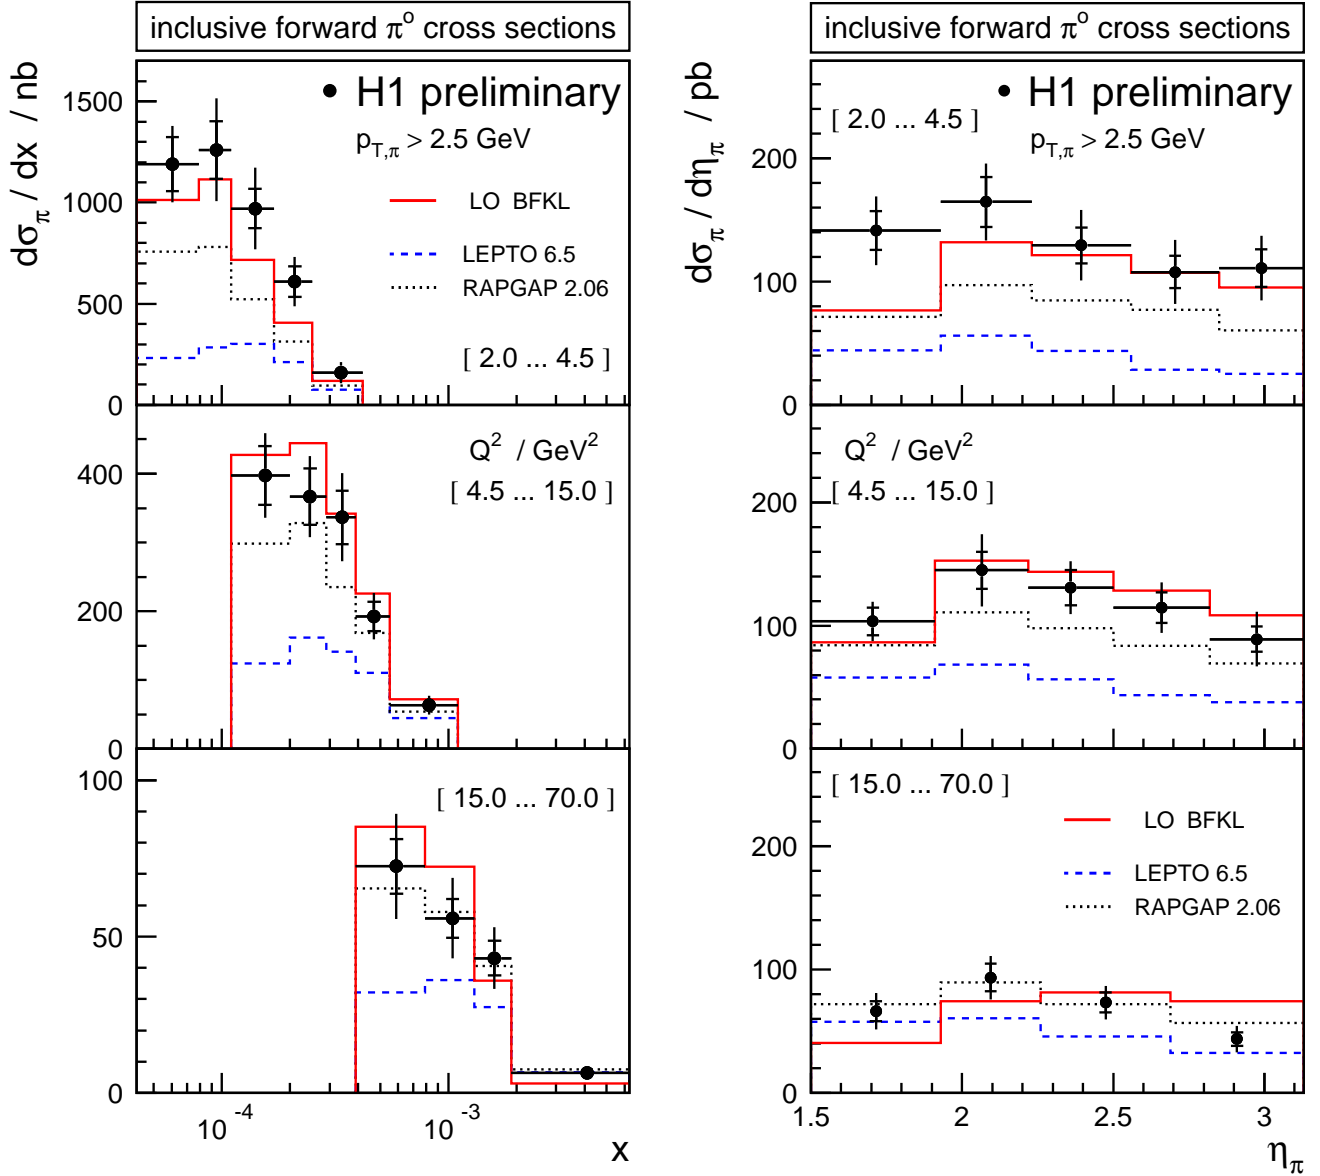 inclusive forward π° cross sections
dσπ / dx / nb
1500
1000
500
0
H1 preliminary
pT,π > 2.5 GeV
LO BFKL
LEPTO 6.5
RAPGAP 2.06
[ 2.0 ... 4.5 ]
400
200
0
Q² / GeV²
[ 4.5 ... 15.0 ]
100
50
0
[ 15.0 ... 70.0 ]
10⁻⁴
10⁻³
x
inclusive forward π° cross sections
dσπ / dηπ / pb
200
100
0
H1 preliminary
[ 2.0 ... 4.5 ]
pT,π > 2.5 GeV
200
100
0
Q² / GeV²
[ 4.5 ... 15.0 ]
200
100
0
[ 15.0 ... 70.0 ]
LO BFKL
LEPTO 6.5
RAPGAP 2.06
1.5
2
2.5
3
ηπ